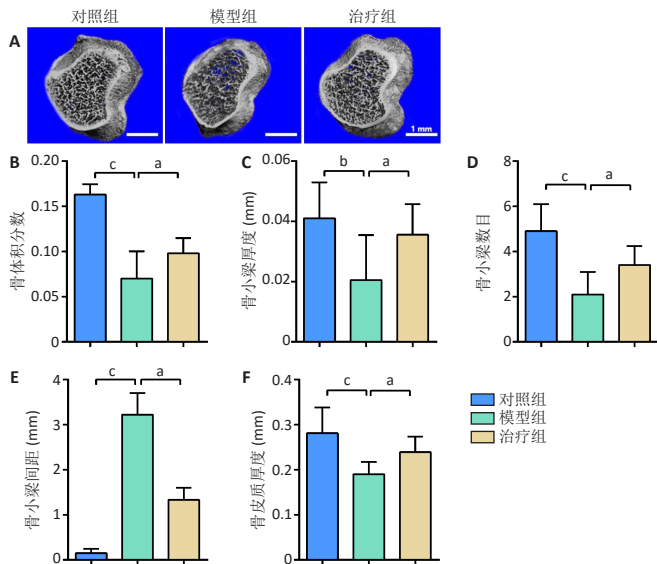 对照组 模型组 治疗组
A
1 mm
B
c a
0.20
0.15
0.10
0.05
0.00
骨体积分数
C
b a
0.06
0.04
0.02
0
骨小梁厚度 (mm)
D
c a
8
6
4
2
0
骨小梁数目
E
c a
4
3
2
1
0
骨小梁间距 (mm)
F
c a
0.4
0.3
0.2
0.1
0
骨皮质厚度 (mm)
对照组
模型组
治疗组